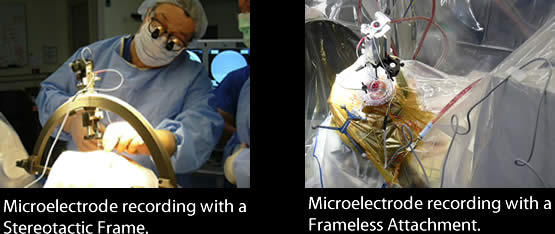 Microelectrode recording with a
Stereotactic Frame.
Microelectrode recording with a
Frameless Attachment.